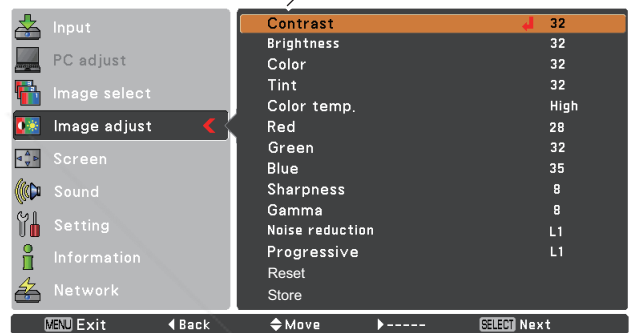 Input
PC adjust
Image select
Image adjust
Screen
Sound
Setting
Information
Network
Contrast 32
Brightness 32
Color 32
Tint 32
Color temp. High
Red 28
Green 32
Blue 35
Sharpness 8
Gamma 8
Noise reduction L1
Progressive L1
Reset
Store
MENU Exit Back Move ----- SELECT Next